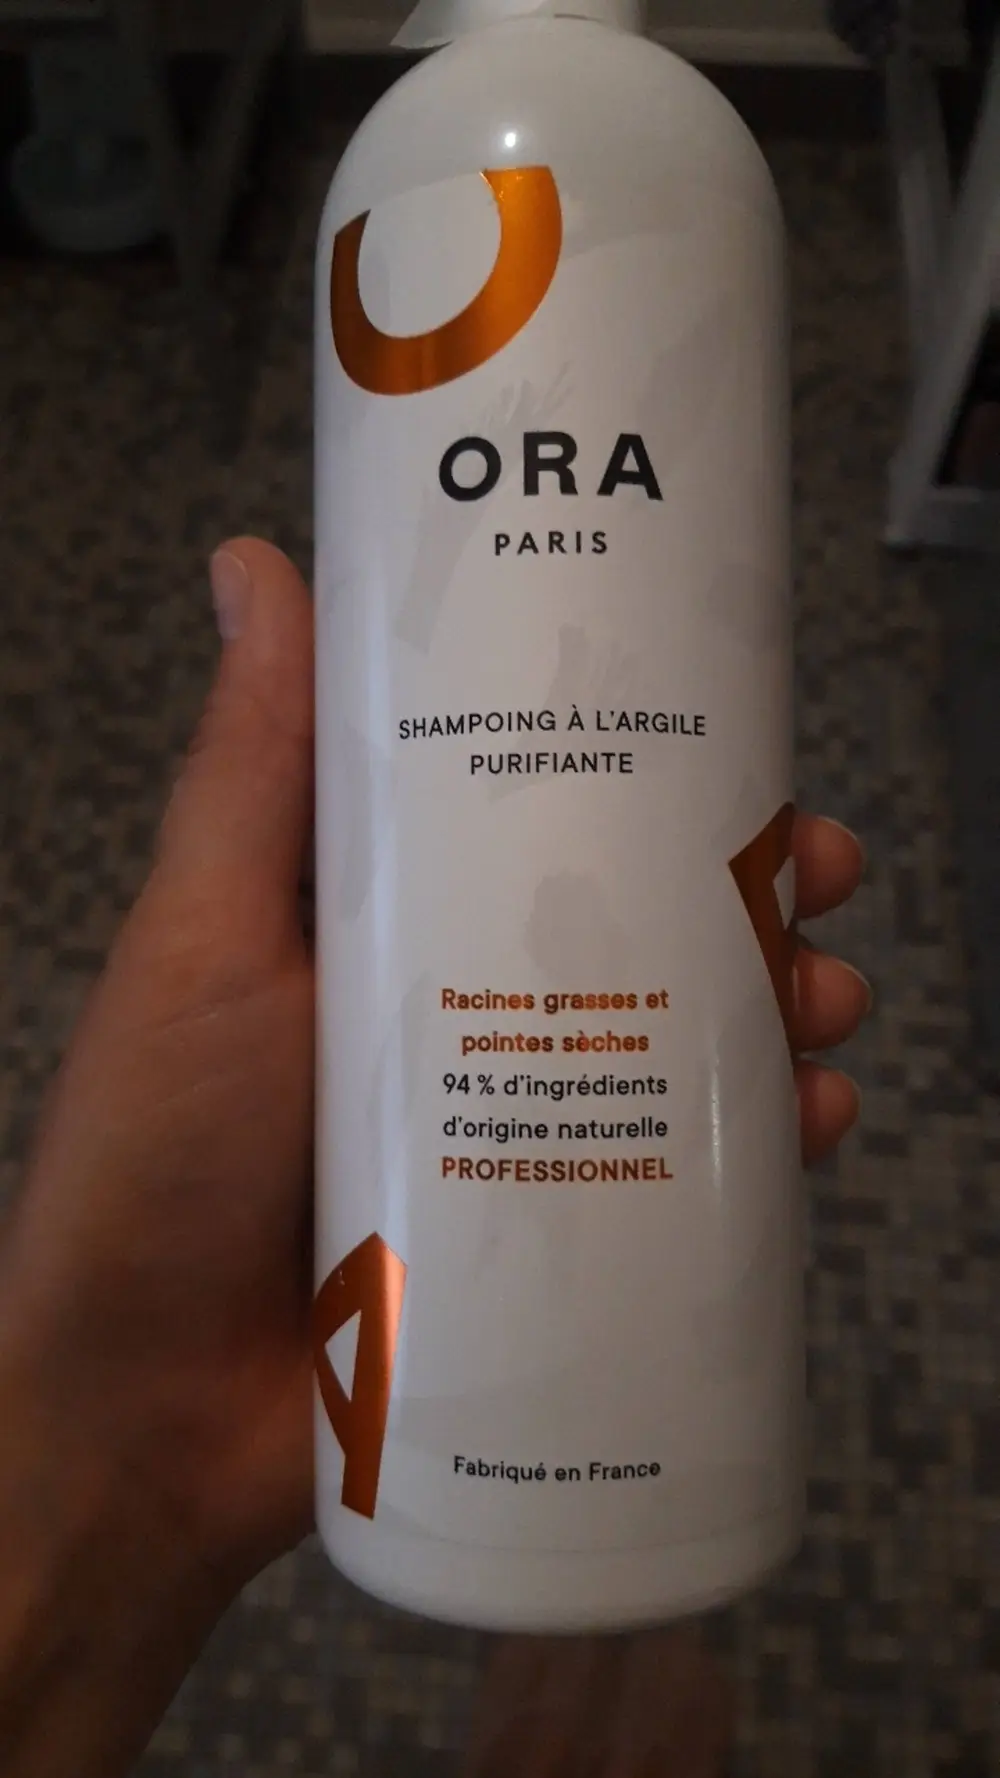 ORA
PARIS
SHAMPOING À L'ARGILE
PURIFIANTE
Racines grasses et
pointes sèches
94 % d'ingrédients
d'origine naturelle
PROFESSIONNEL
Fabriqué en France